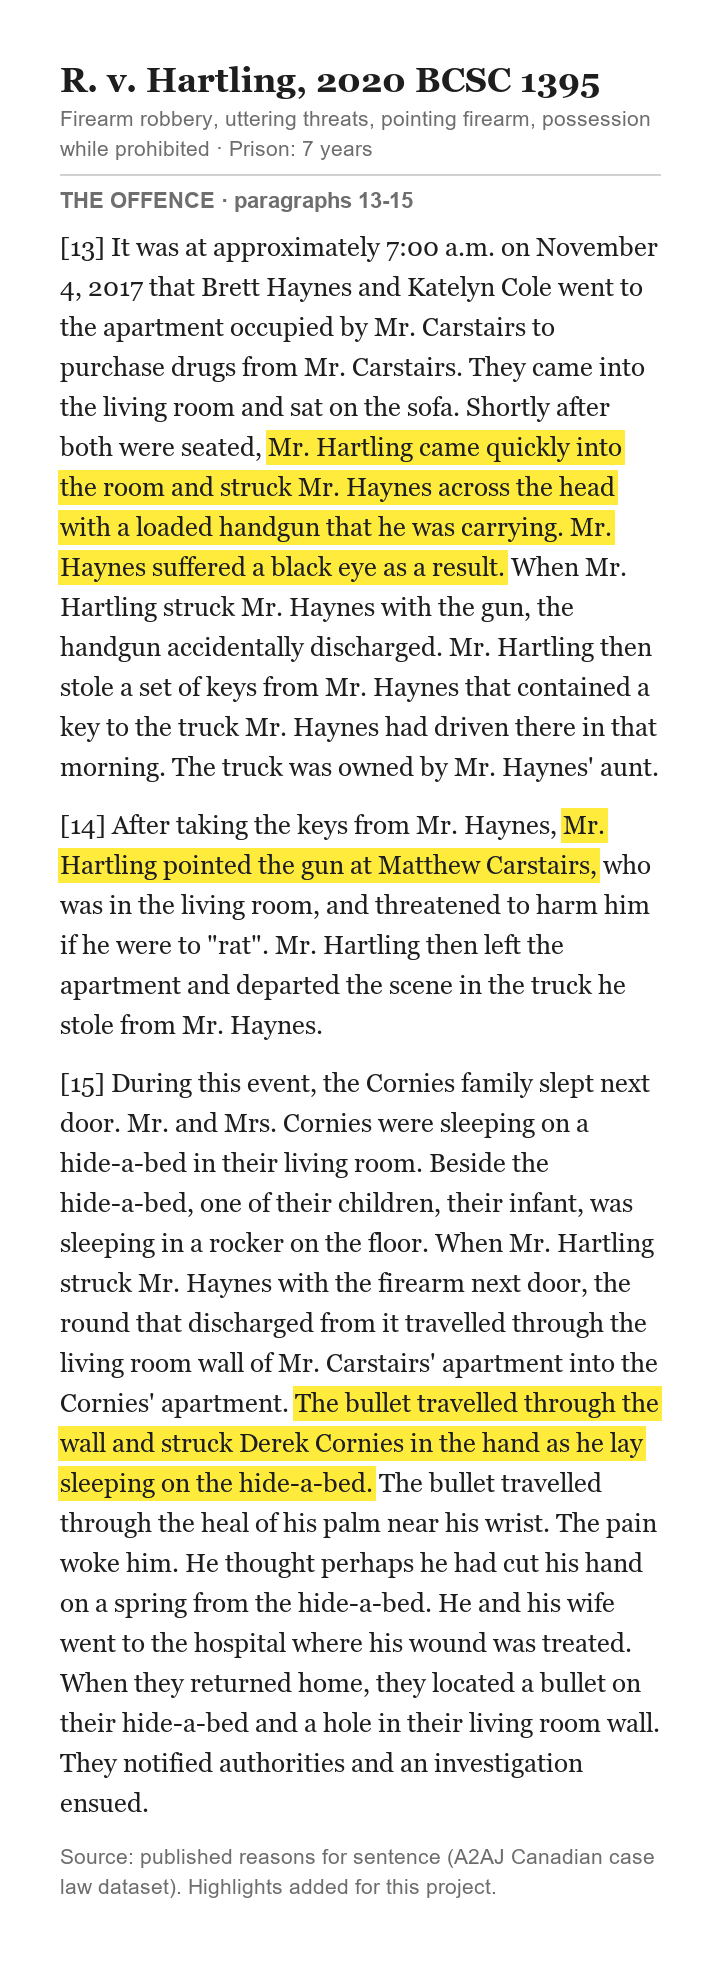 R. v. Hartling, 2020 BCSC 1395
Firearm robbery, uttering threats, pointing firearm, possession
while prohibited · Prison: 7 years
THE OFFENCE · paragraphs 13-15
[13] It was at approximately 7:00 a.m. on November
4, 2017 that Brett Haynes and Katelyn Cole went to
the apartment occupied by Mr. Carstairs to
purchase drugs from Mr. Carstairs. They came into
the living room and sat on the sofa. Shortly after
both were seated, Mr. Hartling came quickly into
the room and struck Mr. Haynes across the head
with a loaded handgun that he was carrying. Mr.
Haynes suffered a black eye as a result. When Mr.
Hartling struck Mr. Haynes with the gun, the
handgun accidentally discharged. Mr. Hartling then
stole a set of keys from Mr. Haynes that contained a
key to the truck Mr. Haynes had driven there in that
morning. The truck was owned by Mr. Haynes' aunt.
[14] After taking the keys from Mr. Haynes, Mr.
Hartling pointed the gun at Matthew Carstairs, who
was in the living room, and threatened to harm him
if he were to "rat". Mr. Hartling then left the
apartment and departed the scene in the truck he
stole from Mr. Haynes.
[15] During this event, the Cornies family slept next
door. Mr. and Mrs. Cornies were sleeping on a
hide-a-bed in their living room. Beside the
hide-a-bed, one of their children, their infant, was
sleeping in a rocker on the floor. When Mr. Hartling
struck Mr. Haynes with the firearm next door, the
round that discharged from it travelled through the
living room wall of Mr. Carstairs' apartment into the
Cornies' apartment. The bullet travelled through the
wall and struck Derek Cornies in the hand as he lay
sleeping on the hide-a-bed. The bullet travelled
through the heal of his palm near his wrist. The pain
woke him. He thought perhaps he had cut his hand
on a spring from the hide-a-bed. He and his wife
went to the hospital where his wound was treated.
When they returned home, they located a bullet on
their hide-a-bed and a hole in their living room wall.
They notified authorities and an investigation
ensued.
Source: published reasons for sentence (A2AJ Canadian case
law dataset). Highlights added for this project.